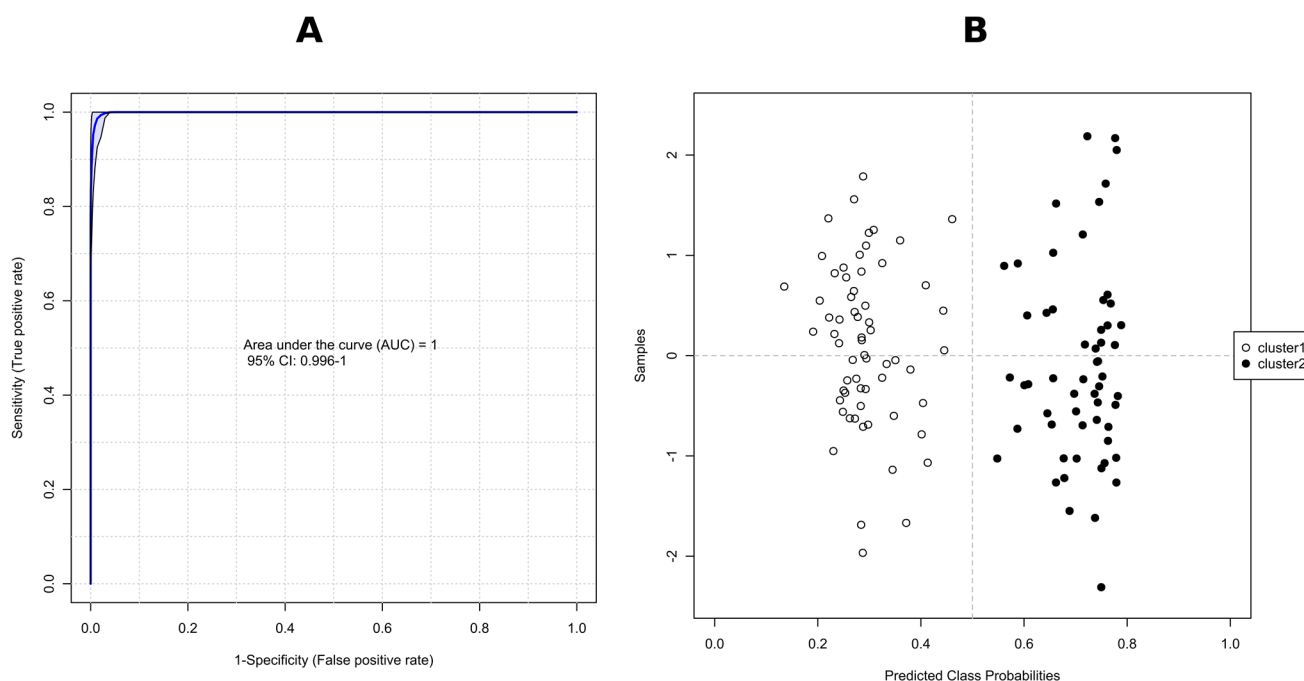 A
1.0
0.8
0.6
0.4
0.2
0.0
Sensitivity (True positive rate)
Area under the curve (AUC) = 1
95% CI: 0.996-1
0.0 0.2 0.4 0.6 0.8 1.0
1-Specificity (False positive rate)
B
2
1
0
-1
-2
Samples
cluster1
cluster2
0.0 0.2 0.4 0.6 0.8 1.0
Predicted Class Probabilities